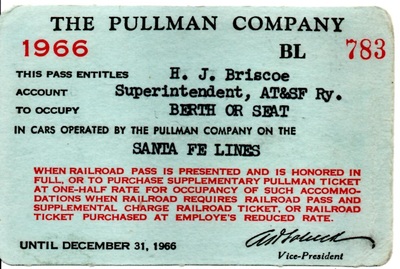 THE PULLMAN COMPANY
1966 BL 783
THIS PASS ENTITLES H. J. Briscoe
ACCOUNT Superintendent, AT&SF Ry.
TO OCCUPY BERTH OR SEAT
IN CARS OPERATED BY THE PULLMAN COMPANY ON THE
SANTA FE LINES
WHEN RAILROAD PASS IS PRESENTED AND IS HONORED IN
FULL, OR TO PURCHASE SUPPLEMENTARY PULLMAN TICKET
AT ONE-HALF RATE FOR OCCUPANCY OF SUCH ACCOMMO-
DATIONS WHEN RAILROAD REQUIRES RAILROAD PASS AND
SUPPLEMENTAL CHARGE RAILROAD TICKET, OR RAILROAD
TICKET PURCHASED AT EMPLOYE'S REDUCED RATE.
UNTIL DECEMBER 31, 1966
Vice-President